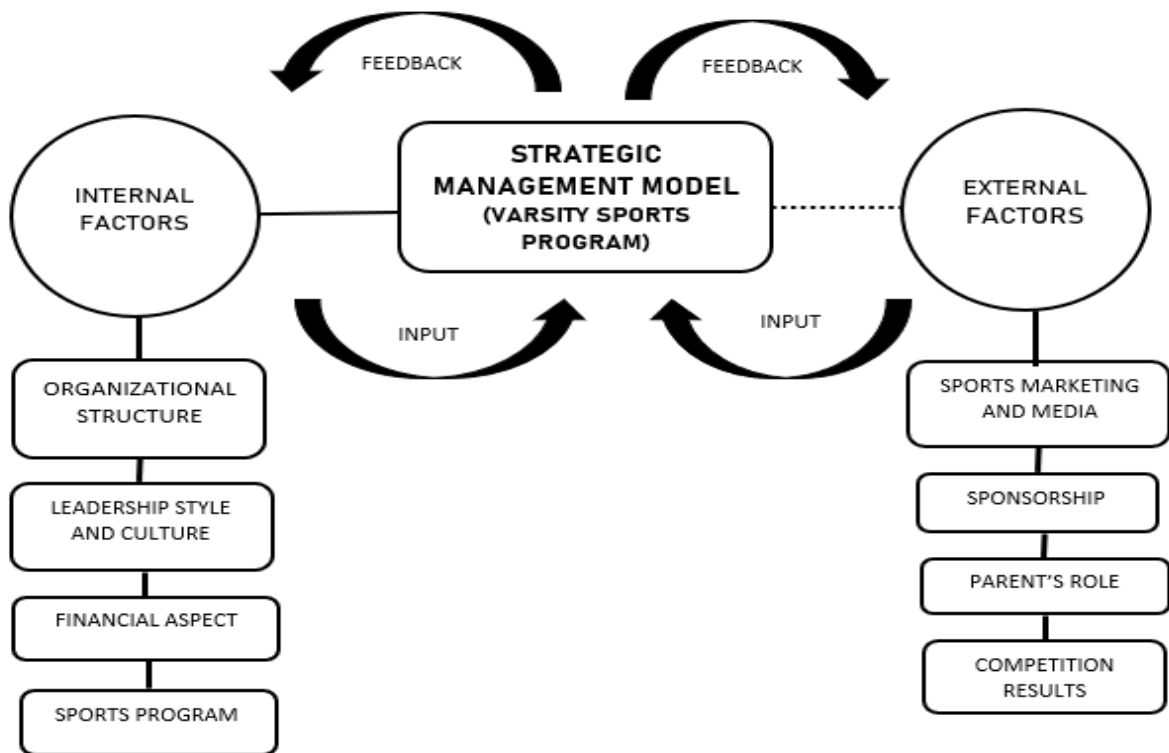 FEEDBACK
FEEDBACK
STRATEGIC
MANAGEMENT MODEL
(VARSITY SPORTS
PROGRAM)
INTERNAL
FACTORS
EXTERNAL
FACTORS
INPUT
INPUT
ORGANIZATIONAL
STRUCTURE
LEADERSHIP STYLE
AND CULTURE
FINANCIAL ASPECT
SPORTS PROGRAM
SPORTS MARKETING
AND MEDIA
SPONSORSHIP
PARENT'S ROLE
COMPETITION
RESULTS